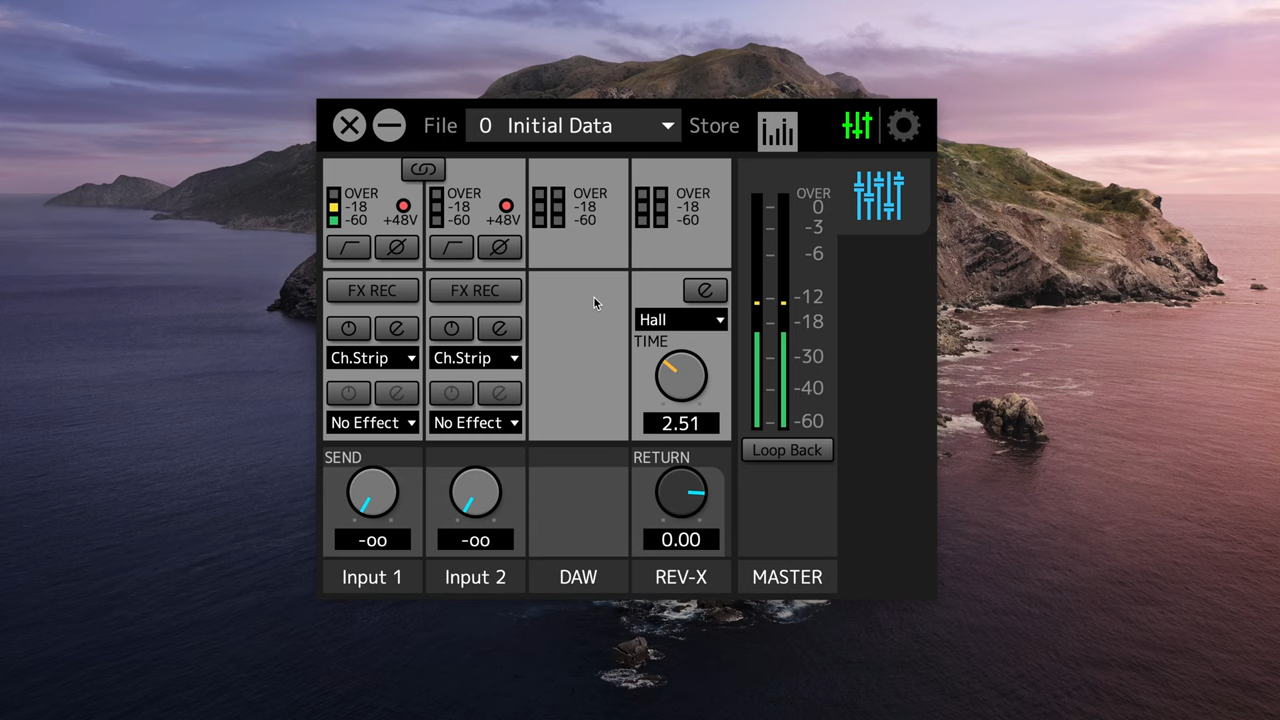 File 0 Initial Data Store
OVER OVER OVER OVER OVER
-18 -18 -18 -18 0
-60 +48V -60 +48V -60 -60 -3
-6
FX REC FX REC -12
Hall -18
TIME
Ch.Strip Ch.Strip -30
-40
No Effect No Effect 2.51 -60
Loop Back
SEND RETURN
-oo -oo 0.00
Input 1 Input 2 DAW REV-X MASTER